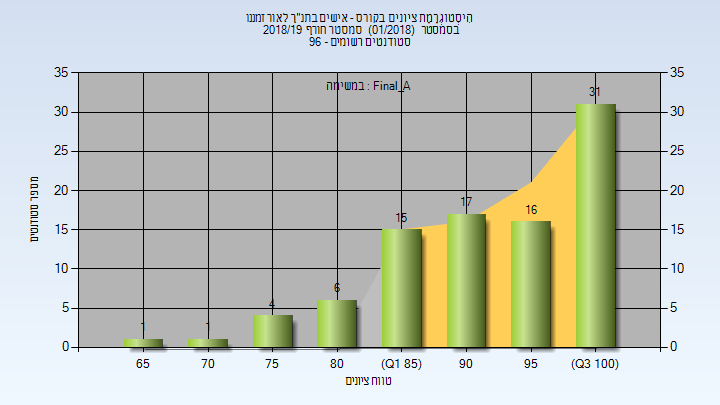 היסטוגרמת ציונים בקורס - אישים בתנ"ך לאור זמננו
בסמסטר (01/2018) סמסטר חורף 2018/19
סטודנטים רשומים - 96
במשימה : Final_A
35 35
30 30
25 25
20 20
15 15
10 10
5 5
0 0
מספר סטודנטים
1 1 4 6 15 17 16 31
65 70 75 80 (Q1 85) 90 95 (Q3 100)
טווח ציונים